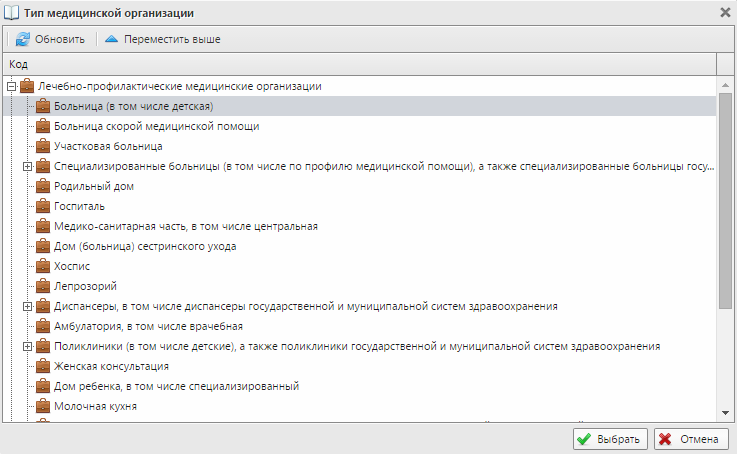 Тип медицинской организации
Обновить
Переместить выше
Код
Лечебно-профилактические медицинские организации
Больница (в том числе детская)
Больница скорой медицинской помощи
Участковая больница
Специализированные больницы (в том числе по профилю медицинской помощи), а также специализированные больницы госу...
Родильный дом
Госпиталь
Медико-санитарная часть, в том числе центральная
Дом (больница) сестринского ухода
Хоспис
Лепрозорий
Диспансеры, в том числе диспансеры государственной и муниципальной систем здравоохранения
Амбулатория, в том числе врачебная
Поликлиники (в том числе детские), а также поликлиники государственной и муниципальной систем здравоохранения
Женская консультация
Дом ребенка, в том числе специализированный
Молочная кухня
Выбрать
Отмена